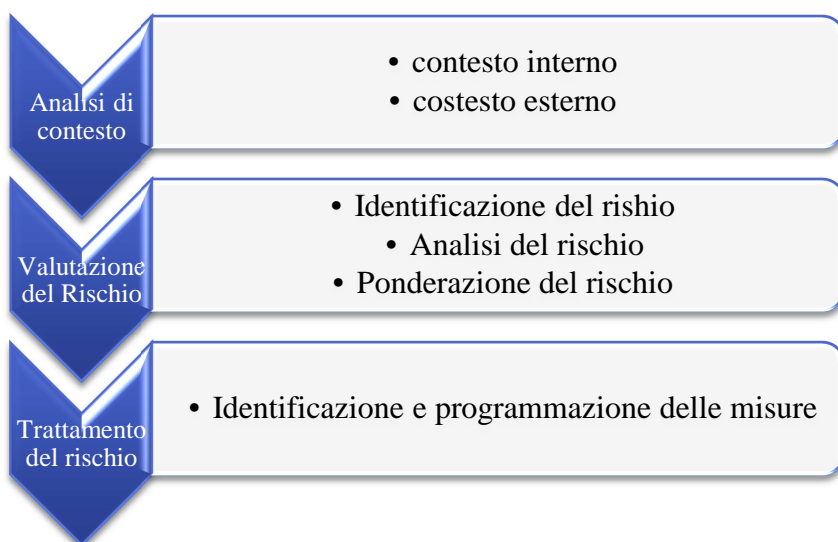 Analisi di
contesto
• contesto interno
• costesto esterno
Valutazione
del Rischio
• Identificazione del rishio
• Analisi del rischio
• Ponderazione del rischio
Trattamento
del rischio
• Identificazione e programmazione delle misure